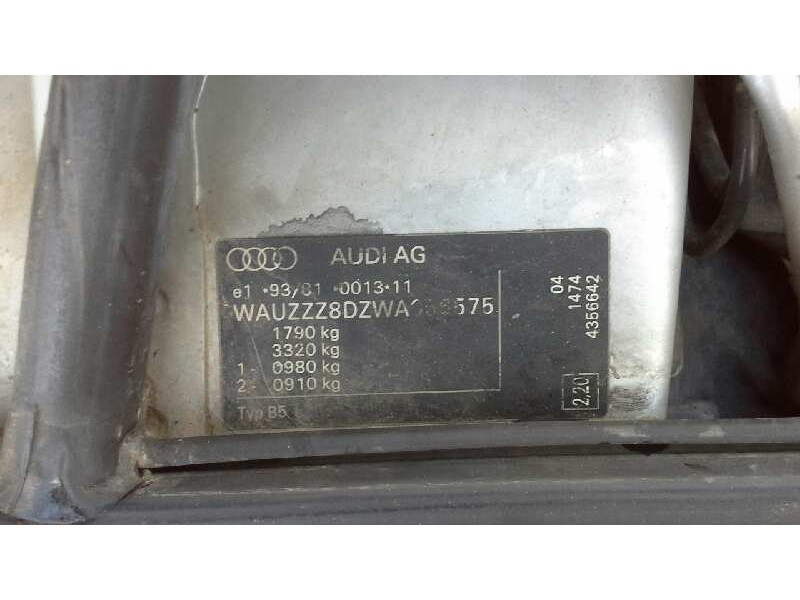 AUDI AG
e1 *93/81 *0013*11
1790 kg
3320 kg
1- 0980 kg
2- 0910 kg
Typ B5
04
1474
4356642
2,20